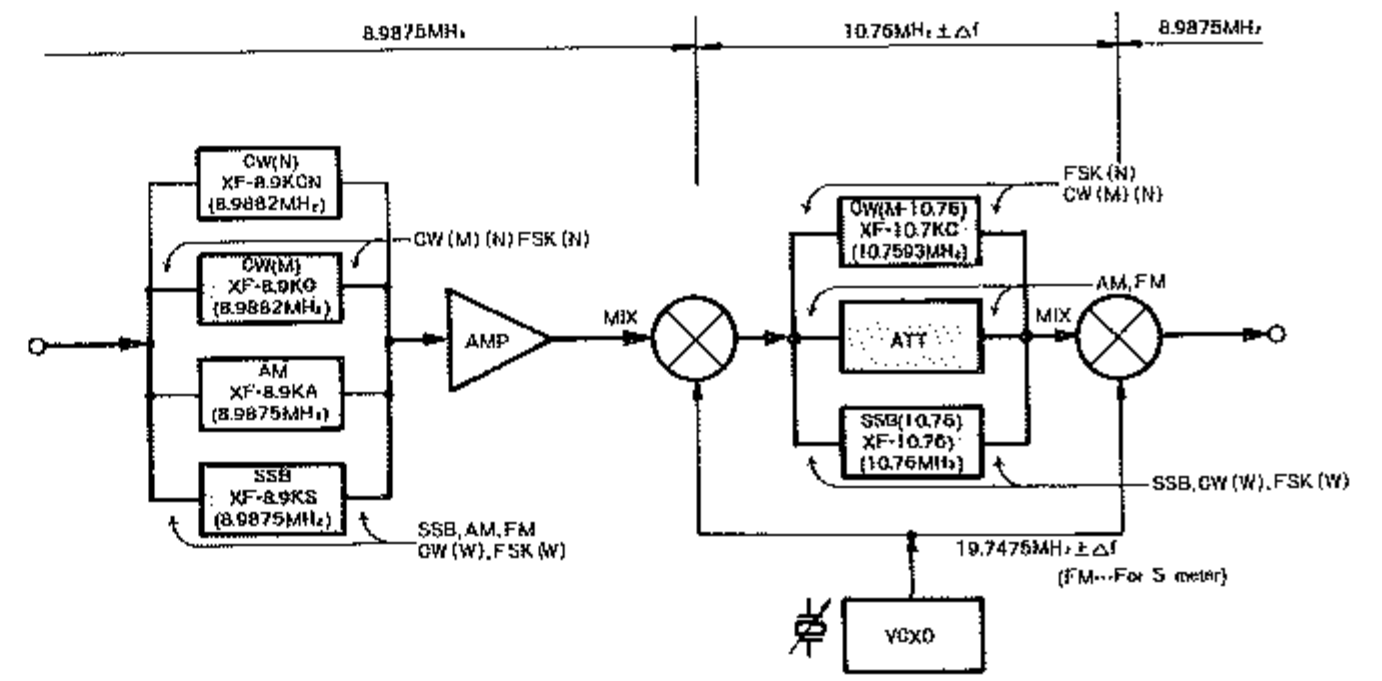 8.9875MHz
10.76MHz ± △f
8.9875MHz
CW(N)
XF-8.9KCN
(8.9882MHz)
CW(M)(N)FSK(N)
CW(M)
XF-8.9KC
(8.9882MHz)
AM
XF-8.9KA
(8.9875MHz)
SSB
XF-8.9KS
(8.9875MHz)
SSB,AM,FM
CW(W),FSK(W)
AMP
MIX
FSK(N)
CW(M)(N)
CW(M-10.76)
XF-10.7KC
(10.7593MHz)
AM,FM
ATT
MIX
SSB(10.76)
XF-10.76)
(10.76MHz)
SSB,CW(W),FSK(W)
19.7475MHz±△f
(FM…For S meter)
VCXO